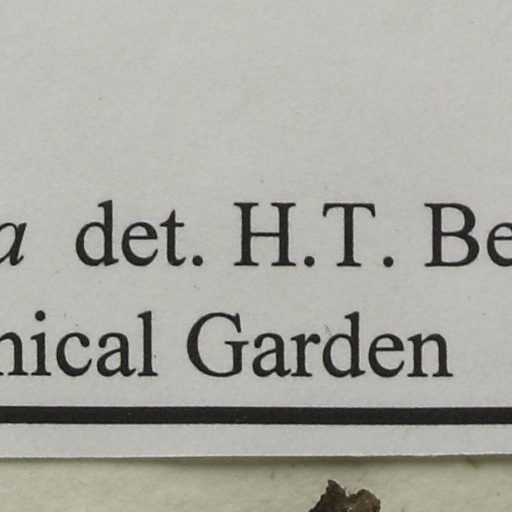 a det. H.T. Be
nical Garden